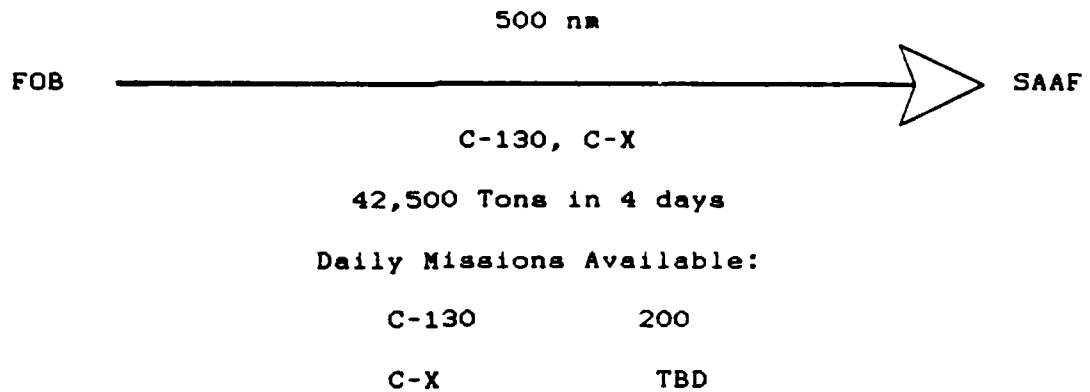 500 nm
FOB SAAF
C-130, C-X
42,500 Tons in 4 days
Daily Missions Available:
C-130 200
C-X TBD